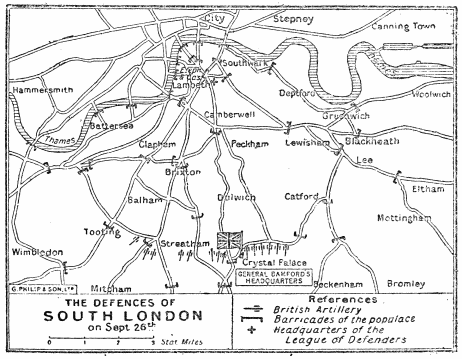 City
Stepney
Canning Town
Southwark
Hammersmith
Lambeth
Deptford
Woolwich
Greenwich
Battersea
Camberwell
Thames
Clapham
Peckham
Lewisham
Blackheath
Lee
Brixton
Eltham
Balham
Dulwich
Catford
Mottingham
Tooting
Streatham
Wimbledon
Crystal Palace
GENERAL BAMFORD'S
HEADQUARTERS
G. PHILIP & SON, LTD
Mitcham
Beckenham
Bromley
THE DEFENCES OF
SOUTH LONDON
on Sept 26th
0 1 2 3 Stat Miles
References
British Artillery
Barricades of the populace
Headquarters of the
League of Defenders